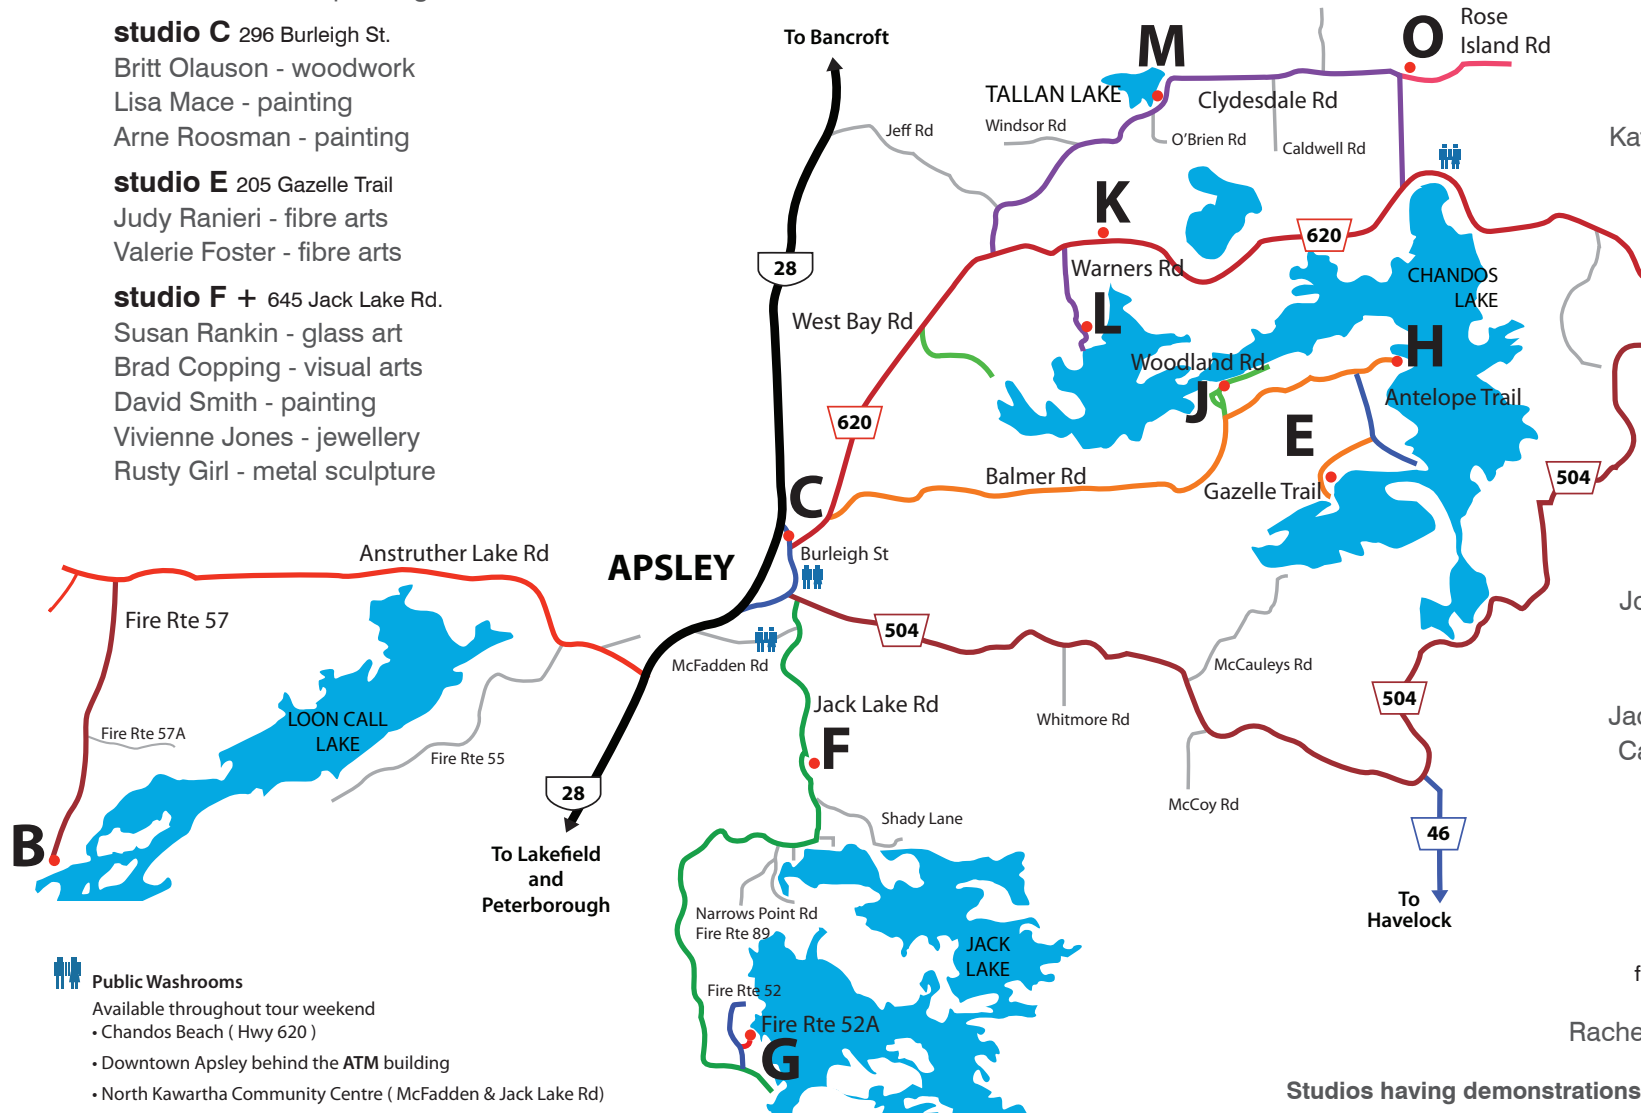 studio C 296 Burleigh St.
Britt Olauson - woodwork
Lisa Mace - painting
Arne Roosman - painting
studio E 205 Gazelle Trail
Judy Ranieri - fibre arts
Valerie Foster - fibre arts
studio F + 645 Jack Lake Rd.
Susan Rankin - glass art
Brad Copping - visual arts
David Smith - painting
Vivienne Jones - jewellery
Rusty Girl - metal sculpture
To Bancroft
M
O
Rose
Island Rd
TALLAN LAKE
Clydesdale Rd
Windsor Rd
Jeff Rd
O'Brien Rd
Caldwell Rd
K
620
28
Warners Rd
CHANDOS
LAKE
West Bay Rd
L
Woodland Rd
H
J
Antelope Trail
620
E
Balmer Rd
Gazelle Trail
504
C
Burleigh St
APSLEY
Anstruther Lake Rd
Fire Rte 57
504
McFadden Rd
McCauleys Rd
504
Jack Lake Rd
Whitmore Rd
LOON CALL
LAKE
Fire Rte 57A
Fire Rte 55
F
28
McCoy Rd
Shady Lane
46
B
To Lakefield
and
Peterborough
To
Havelock
Narrows Point Rd
Fire Rte 89
JACK
LAKE
Fire Rte 52
Fire Rte 52A
G
Public Washrooms
Available throughout tour weekend
• Chandos Beach ( Hwy 620 )
• Downtown Apsley behind the ATM building
• North Kawartha Community Centre ( McFadden & Jack Lake Rd)
Rache
Studios having demonstrations